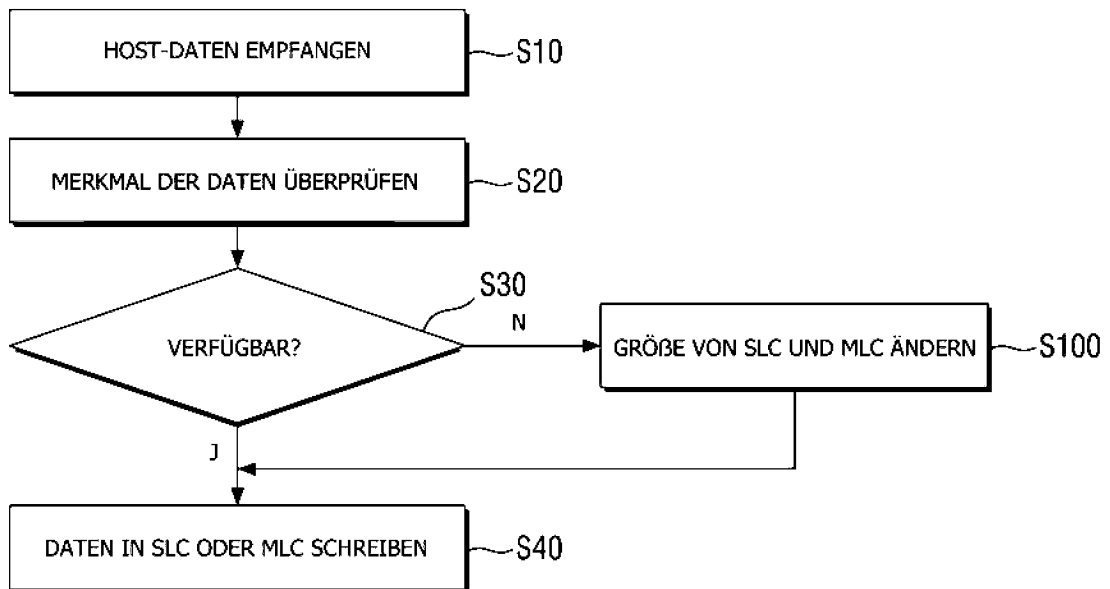 HOST-DATEN EMPFANGEN
S10
MERKMAL DER DATEN ÜBERPRÜFEN
S20
S30
VERFÜGBAR?
N
GRÖßE VON SLC UND MLC ÄNDERN
S100
J
DATEN IN SLC ODER MLC SCHREIBEN
S40